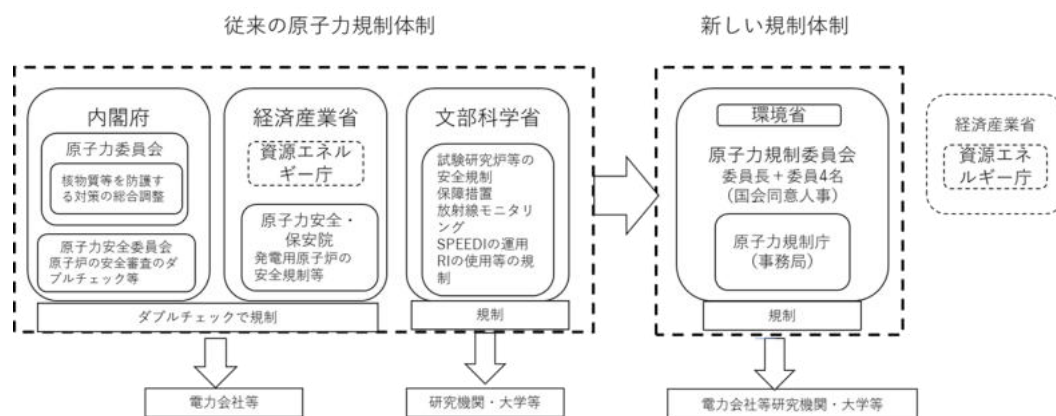 従来の原子力規制体制
新しい規制体制
内閣府
原子力委員会
核物質等を防護す
る対策の総合調整
原子力安全委員会
原子炉の安全審査のダ
ブルチェック等
経済産業省
資源エネル
ギー庁
原子力安全・
保安院
発電用原子炉の
安全規制等
ダブルチェックで規制
電力会社等
文部科学省
試験研究炉等の
安全規制
保障措置
放射線モニタリ
ング
SPEEDIの運用
RIの使用等の規
制
規制
研究機関・大学等
環境省
原子力規制委員会
委員長＋委員4名
(国会同意人事)
原子力規制庁
(事務局)
規制
電力会社等研究機関・大学等
経済産業省
資源エネ
ルギー庁